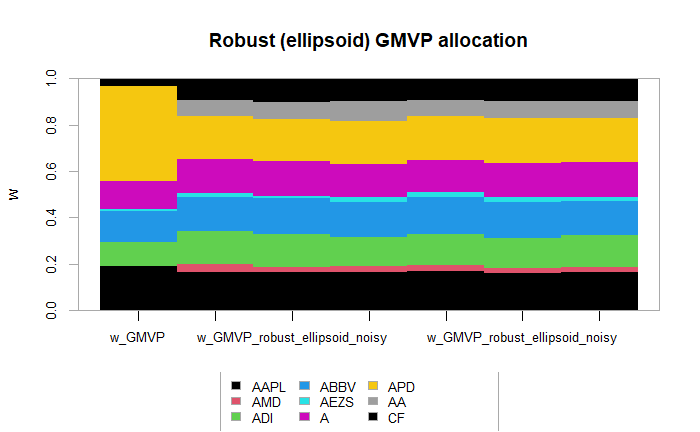 Robust (ellipsoid) GMVP allocation
1.0
0.8
0.6
0.4
0.2
0.0
w
w_GMVP w_GMVP_robust_ellipsoid_noisy w_GMVP_robust_ellipsoid_noisy
AAPL ABBV APD
AMD AEZS AA
ADI A CF